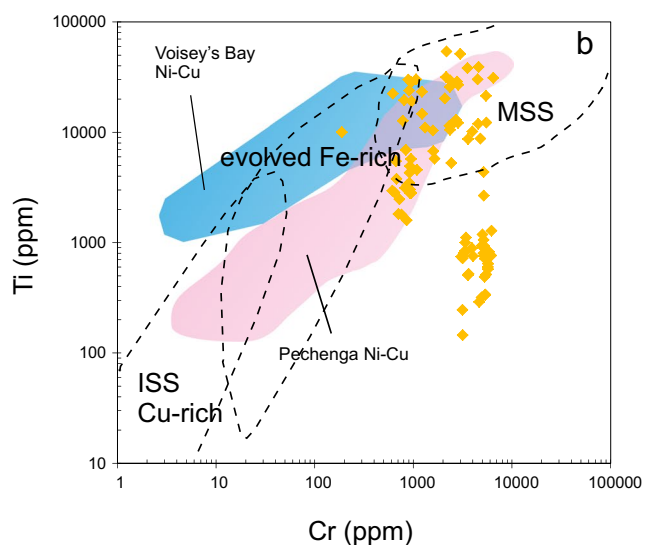 100000
b
Voisey's Bay
Ni-Cu
MSS
10000
evolved Fe-rich
1000
Ti (ppm)
Pechenga Ni-Cu
100
ISS
Cu-rich
10
1
10
100
1000
10000
100000
Cr (ppm)